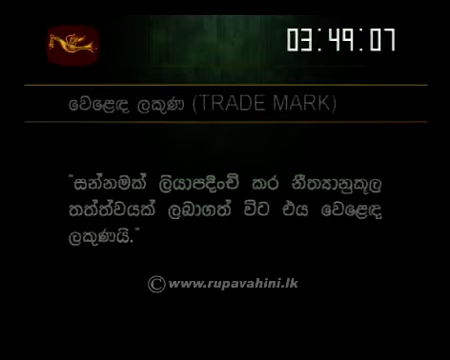 03:49:07
වෙළෙඳ ලකුණ (TRADE MARK)
"සන්නමක් ලියාපදිංචි කර නීත්‍යානුකූල
තත්ත්වයක් ලබාගත් විට එය වෙළෙඳ
ලකුණයි."
© www.rupavahini.lk